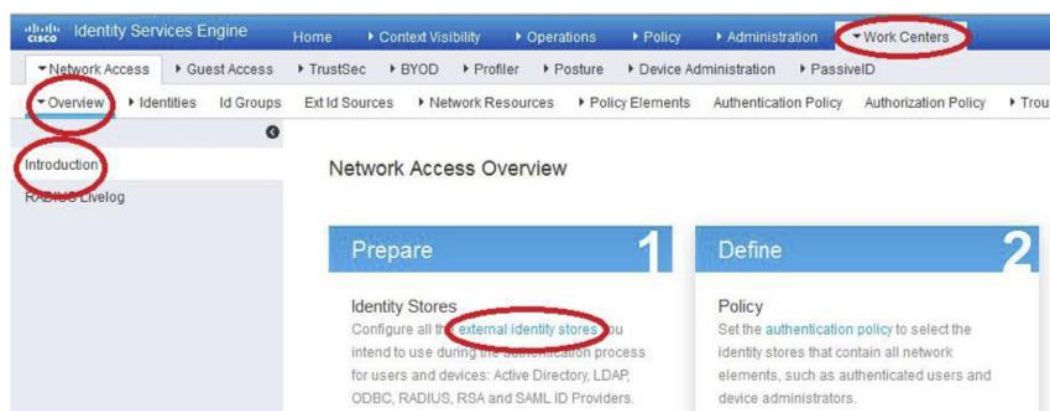 cisco Identity Services Engine Home Context Visibility Operations Policy Administration Work Centers
Network Access Guest Access TrustSec BYOD Profiler Posture Device Administration PassiveID
Overview Identities Id Groups Ext Id Sources Network Resources Policy Elements Authentication Policy Authorization Policy Trou
Introduction
RADIUS Livelog
Network Access Overview
Prepare 1
Identity Stores
Configure all the external identity stores you
intend to use during the authentication process
for users and devices: Active Directory, LDAP,
ODBC, RADIUS, RSA and SAML ID Providers.
Define 2
Policy
Set the authentication policy to select the
identity stores that contain all network
elements, such as authenticated users and
device administrators.